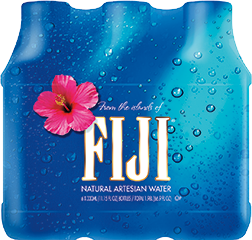 From the islands of
FIJI
NATURAL ARTESIAN WATER